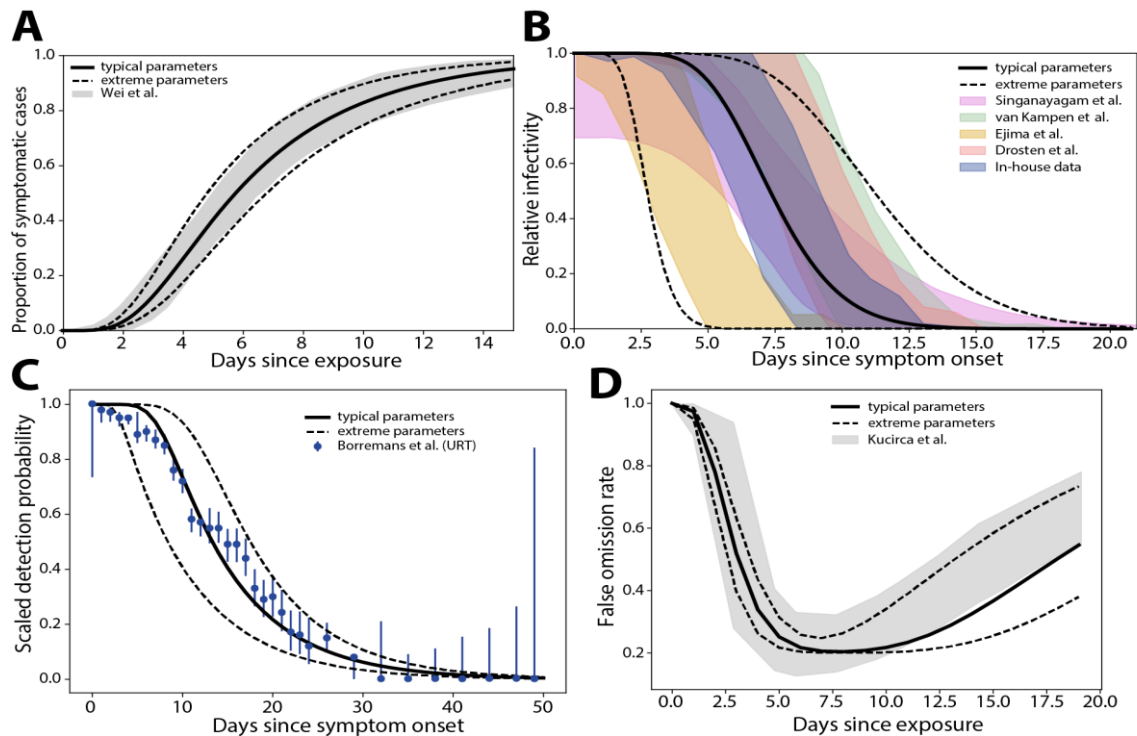 A
typical parameters
extreme parameters
Wei et al.
Proportion of symptomatic cases
1.0
0.8
0.6
0.4
0.2
0.0
0 2 4 6 8 10 12 14
Days since exposure
B
typical parameters
extreme parameters
Singanayagam et al.
van Kampen et al.
Ejima et al.
Drosten et al.
In-house data
Relative infectivity
1.0
0.8
0.6
0.4
0.2
0.0
0.0 2.5 5.0 7.5 10.0 12.5 15.0 17.5 20.0
Days since symptom onset
C
typical parameters
extreme parameters
Borremans et al. (URT)
Scaled detection probability
1.0
0.8
0.6
0.4
0.2
0.0
0 10 20 30 40 50
Days since symptom onset
D
typical parameters
extreme parameters
Kucirca et al.
False omission rate
1.0
0.8
0.6
0.4
0.2
0.0 2.5 5.0 7.5 10.0 12.5 15.0 17.5 20.0
Days since exposure